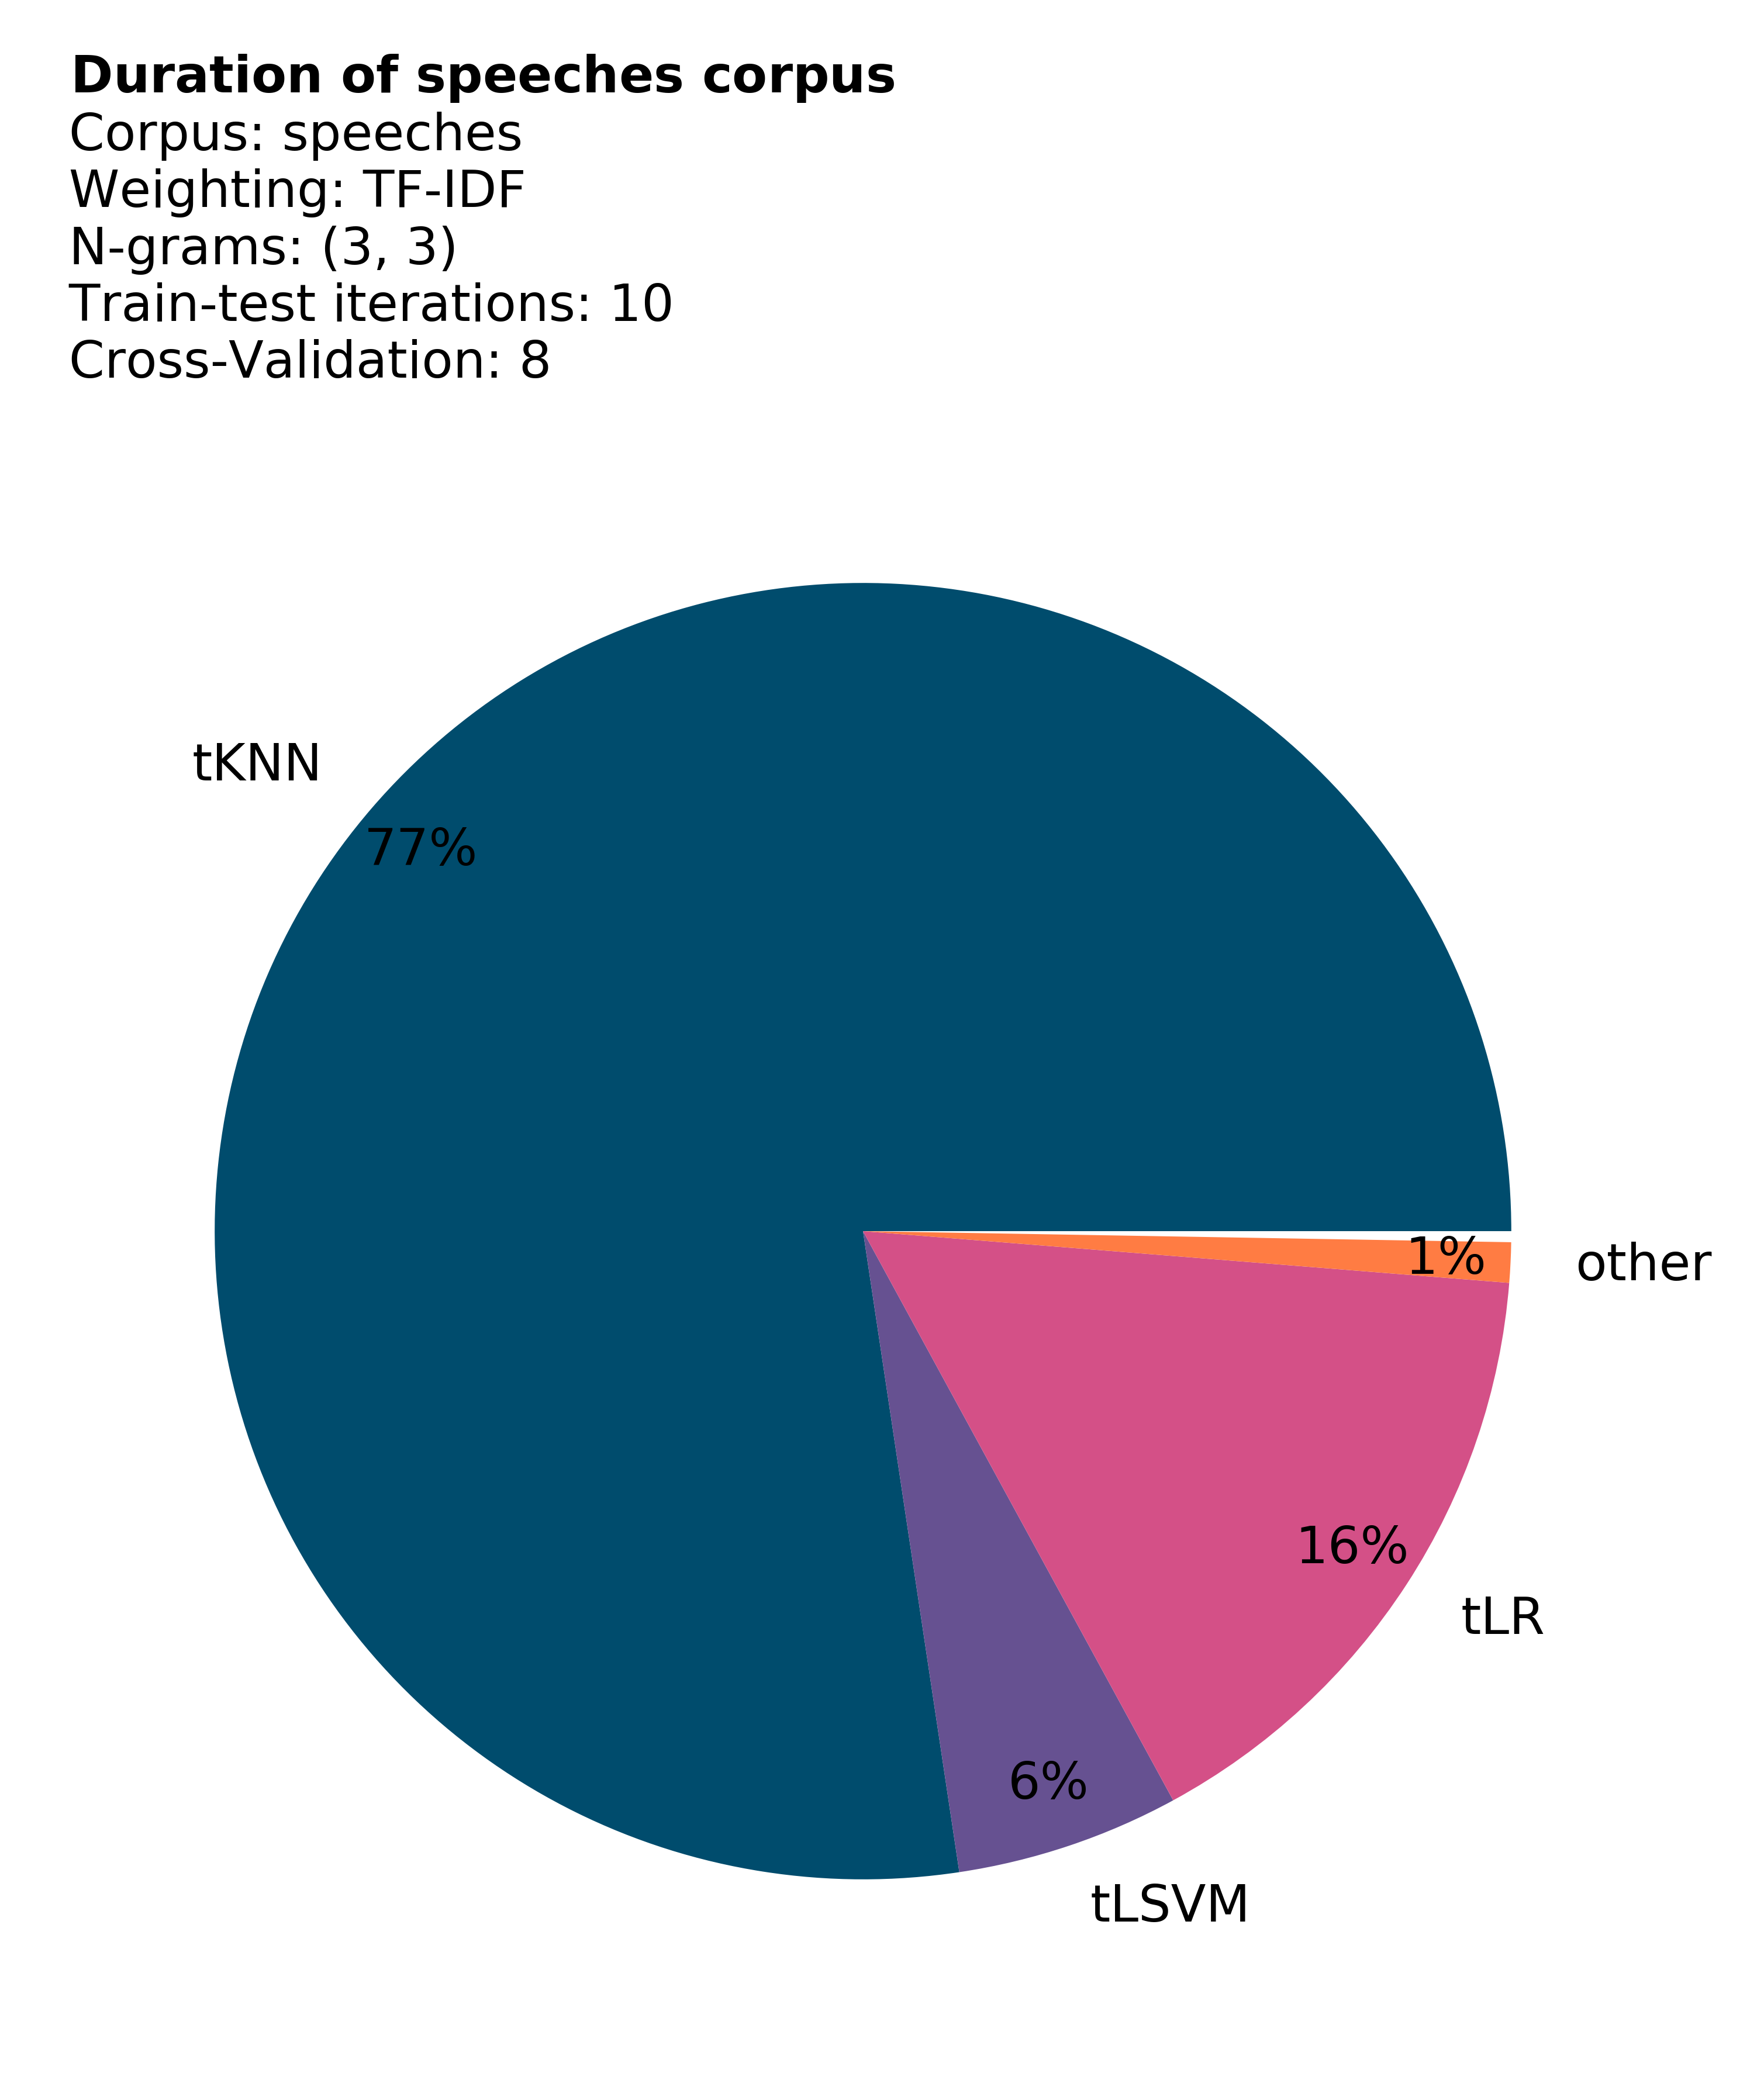 Duration of speeches corpus
Corpus: speeches
Weighting: TF-IDF
N-grams: (3, 3)
Train-test iterations: 10
Cross-Validation: 8
tKNN
77%
1%
other
16%
tLR
6%
tLSVM